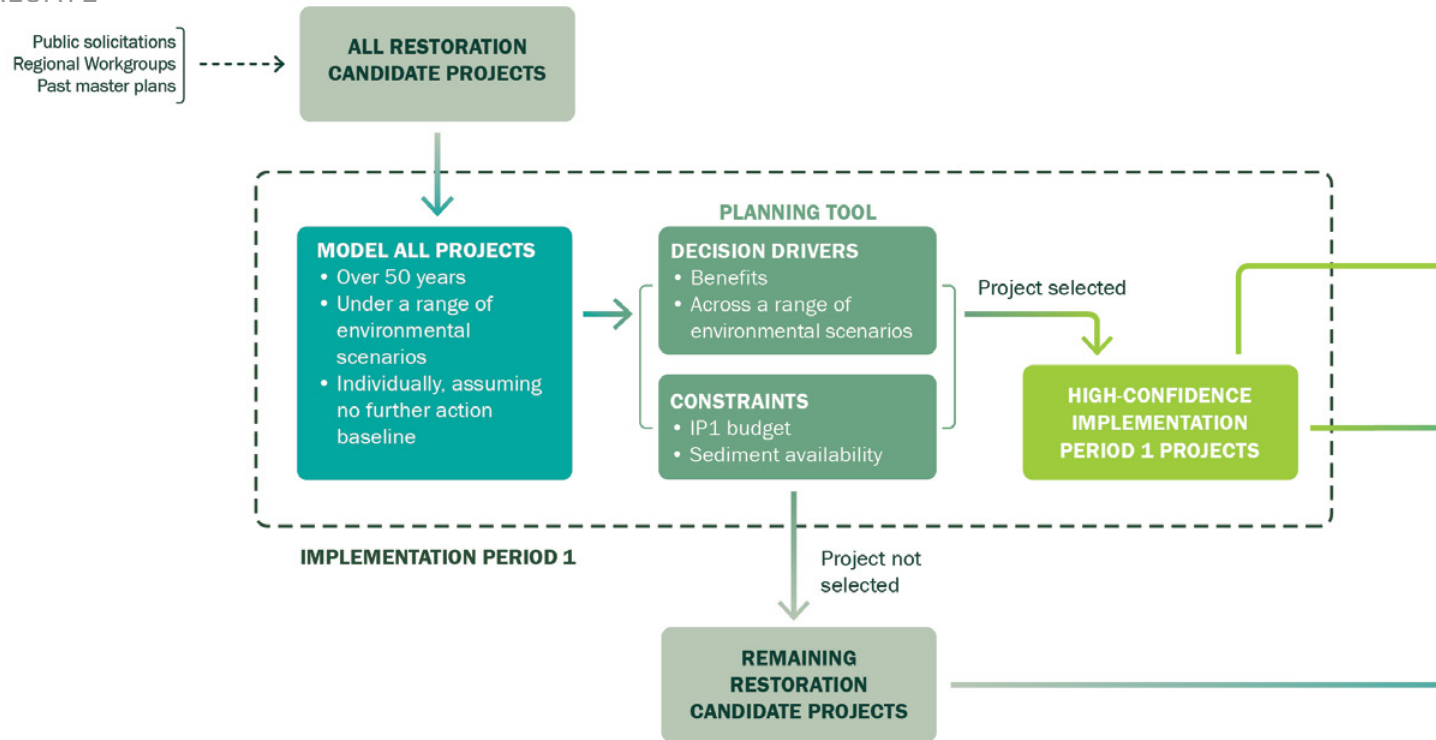 Public solicitations
Regional Workgroups
Past master plans
ALL RESTORATION
CANDIDATE PROJECTS
MODEL ALL PROJECTS
• Over 50 years
• Under a range of
environmental
scenarios
• Individually, assuming
no further action
baseline
PLANNING TOOL
DECISION DRIVERS
• Benefits
• Across a range of
environmental scenarios
CONSTRAINTS
• IP1 budget
• Sediment availability
Project selected
HIGH-CONFIDENCE
IMPLEMENTATION
PERIOD 1 PROJECTS
IMPLEMENTATION PERIOD 1
Project not
selected
REMAINING
RESTORATION
CANDIDATE PROJECTS